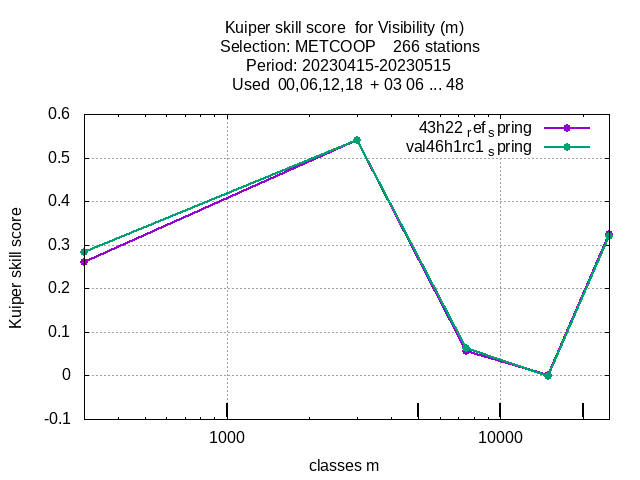 Kuiper skill score  for Visibility (m)
Selection: METCOOP    266 stations
Period: 20230415-20230515
Used  00,06,12,18  + 03 06 ... 48
43h22 ref spring
val46h1rc1 spring
0.6
0.5
0.4
0.3
0.2
0.1
0
-0.1
Kuiper skill score
1000
10000
classes m